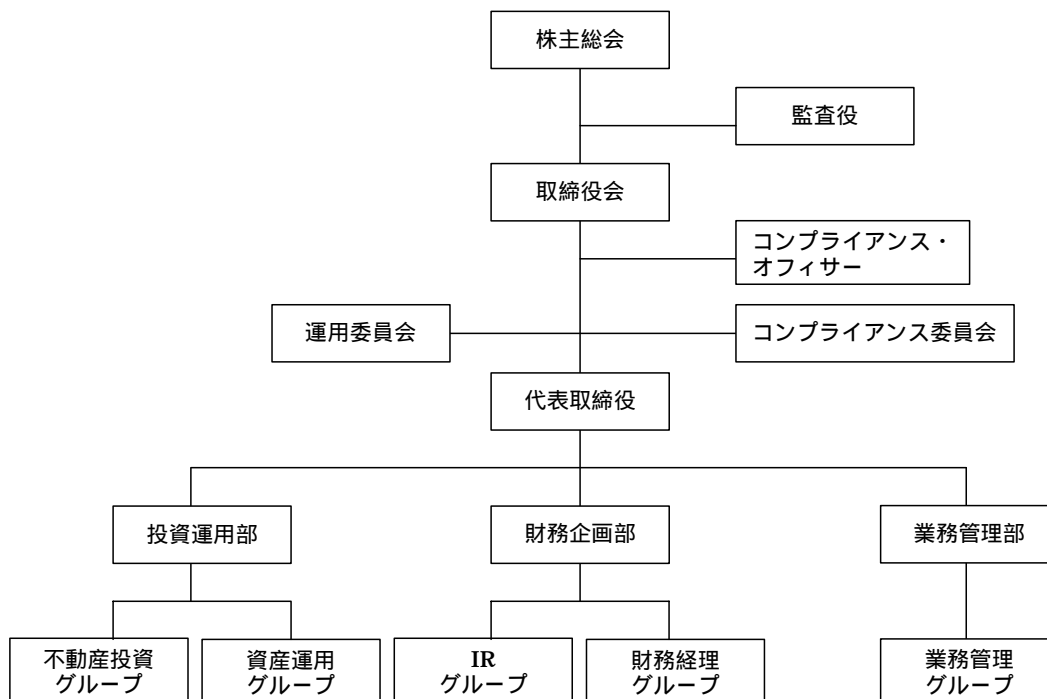 株主総会
監査役
取締役会
コンプライアンス・
オフィサー
運用委員会
コンプライアンス委員会
代表取締役
投資運用部
財務企画部
業務管理部
不動産投資
グループ
資産運用
グループ
IR
グループ
財務経理
グループ
業務管理
グループ